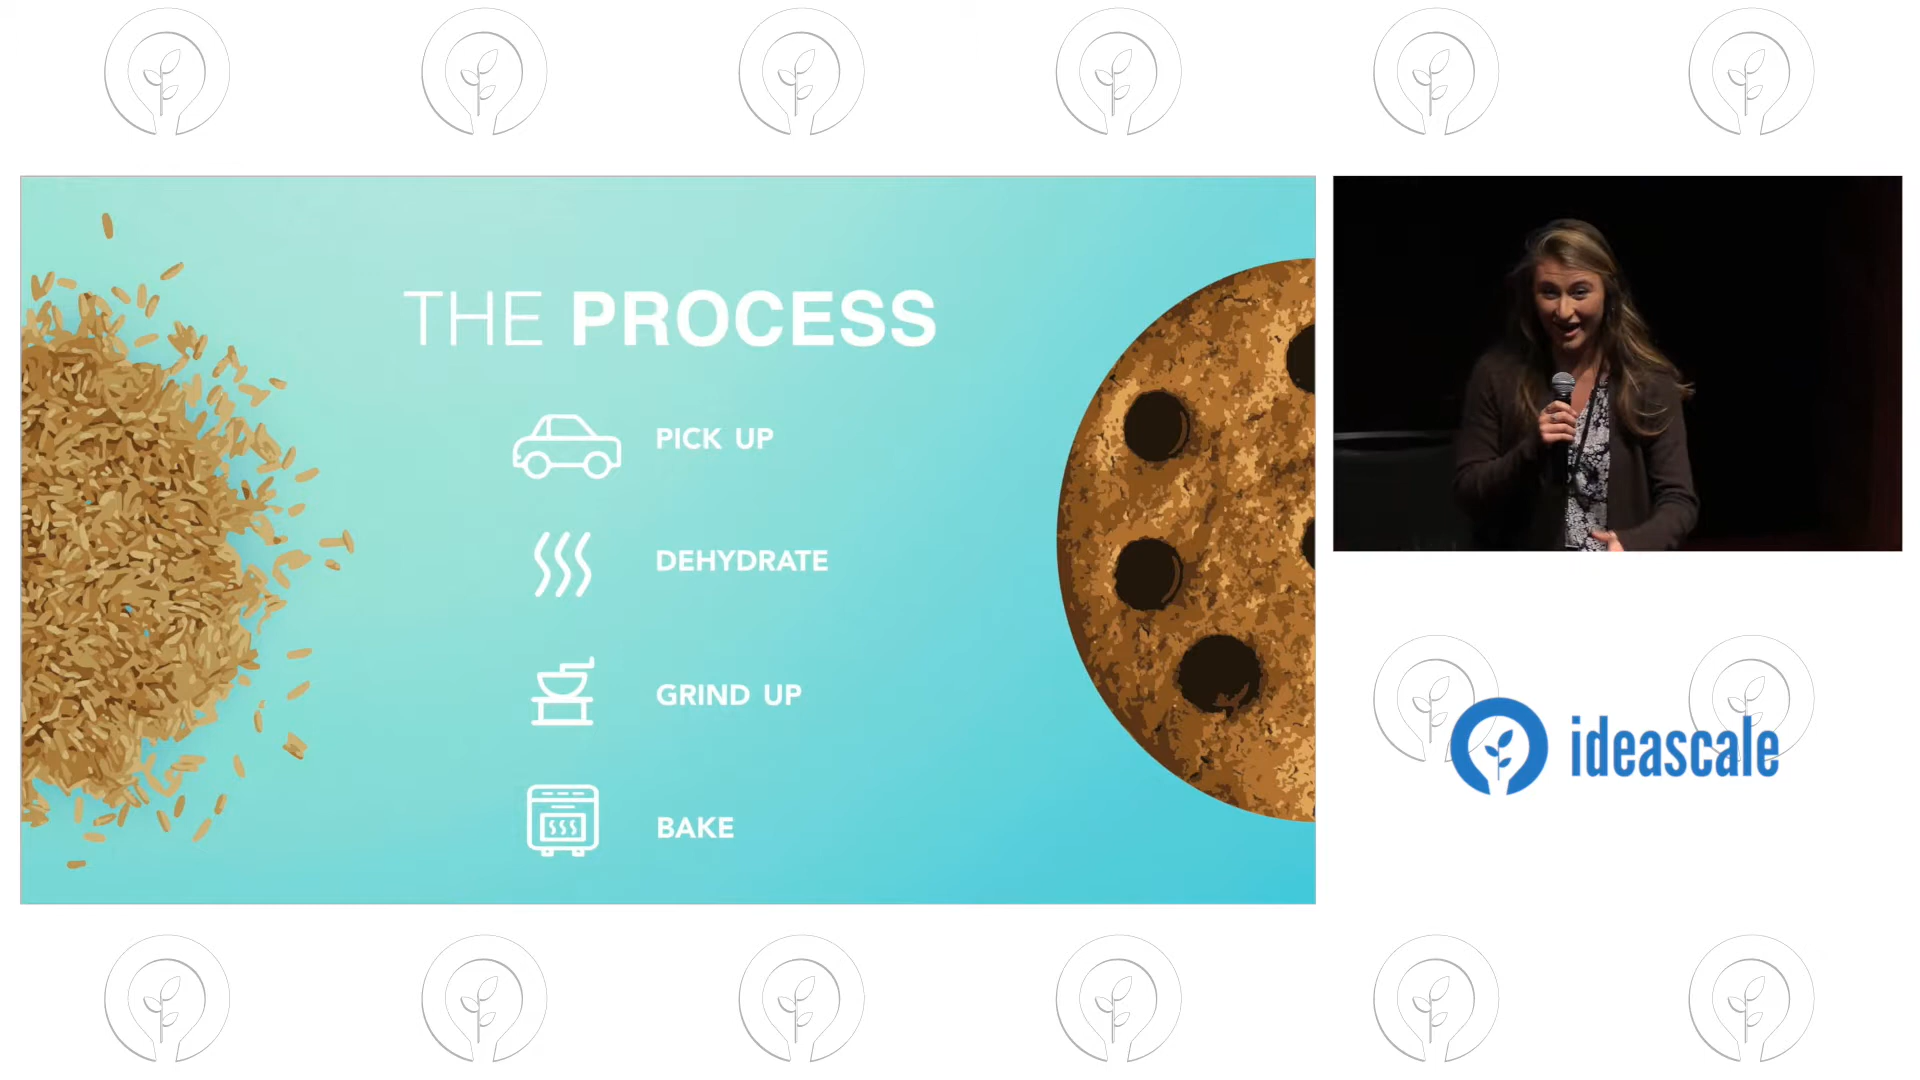 THE PROCESS
PICK UP
DEHYDRATE
GRIND UP
BAKE
ideascale